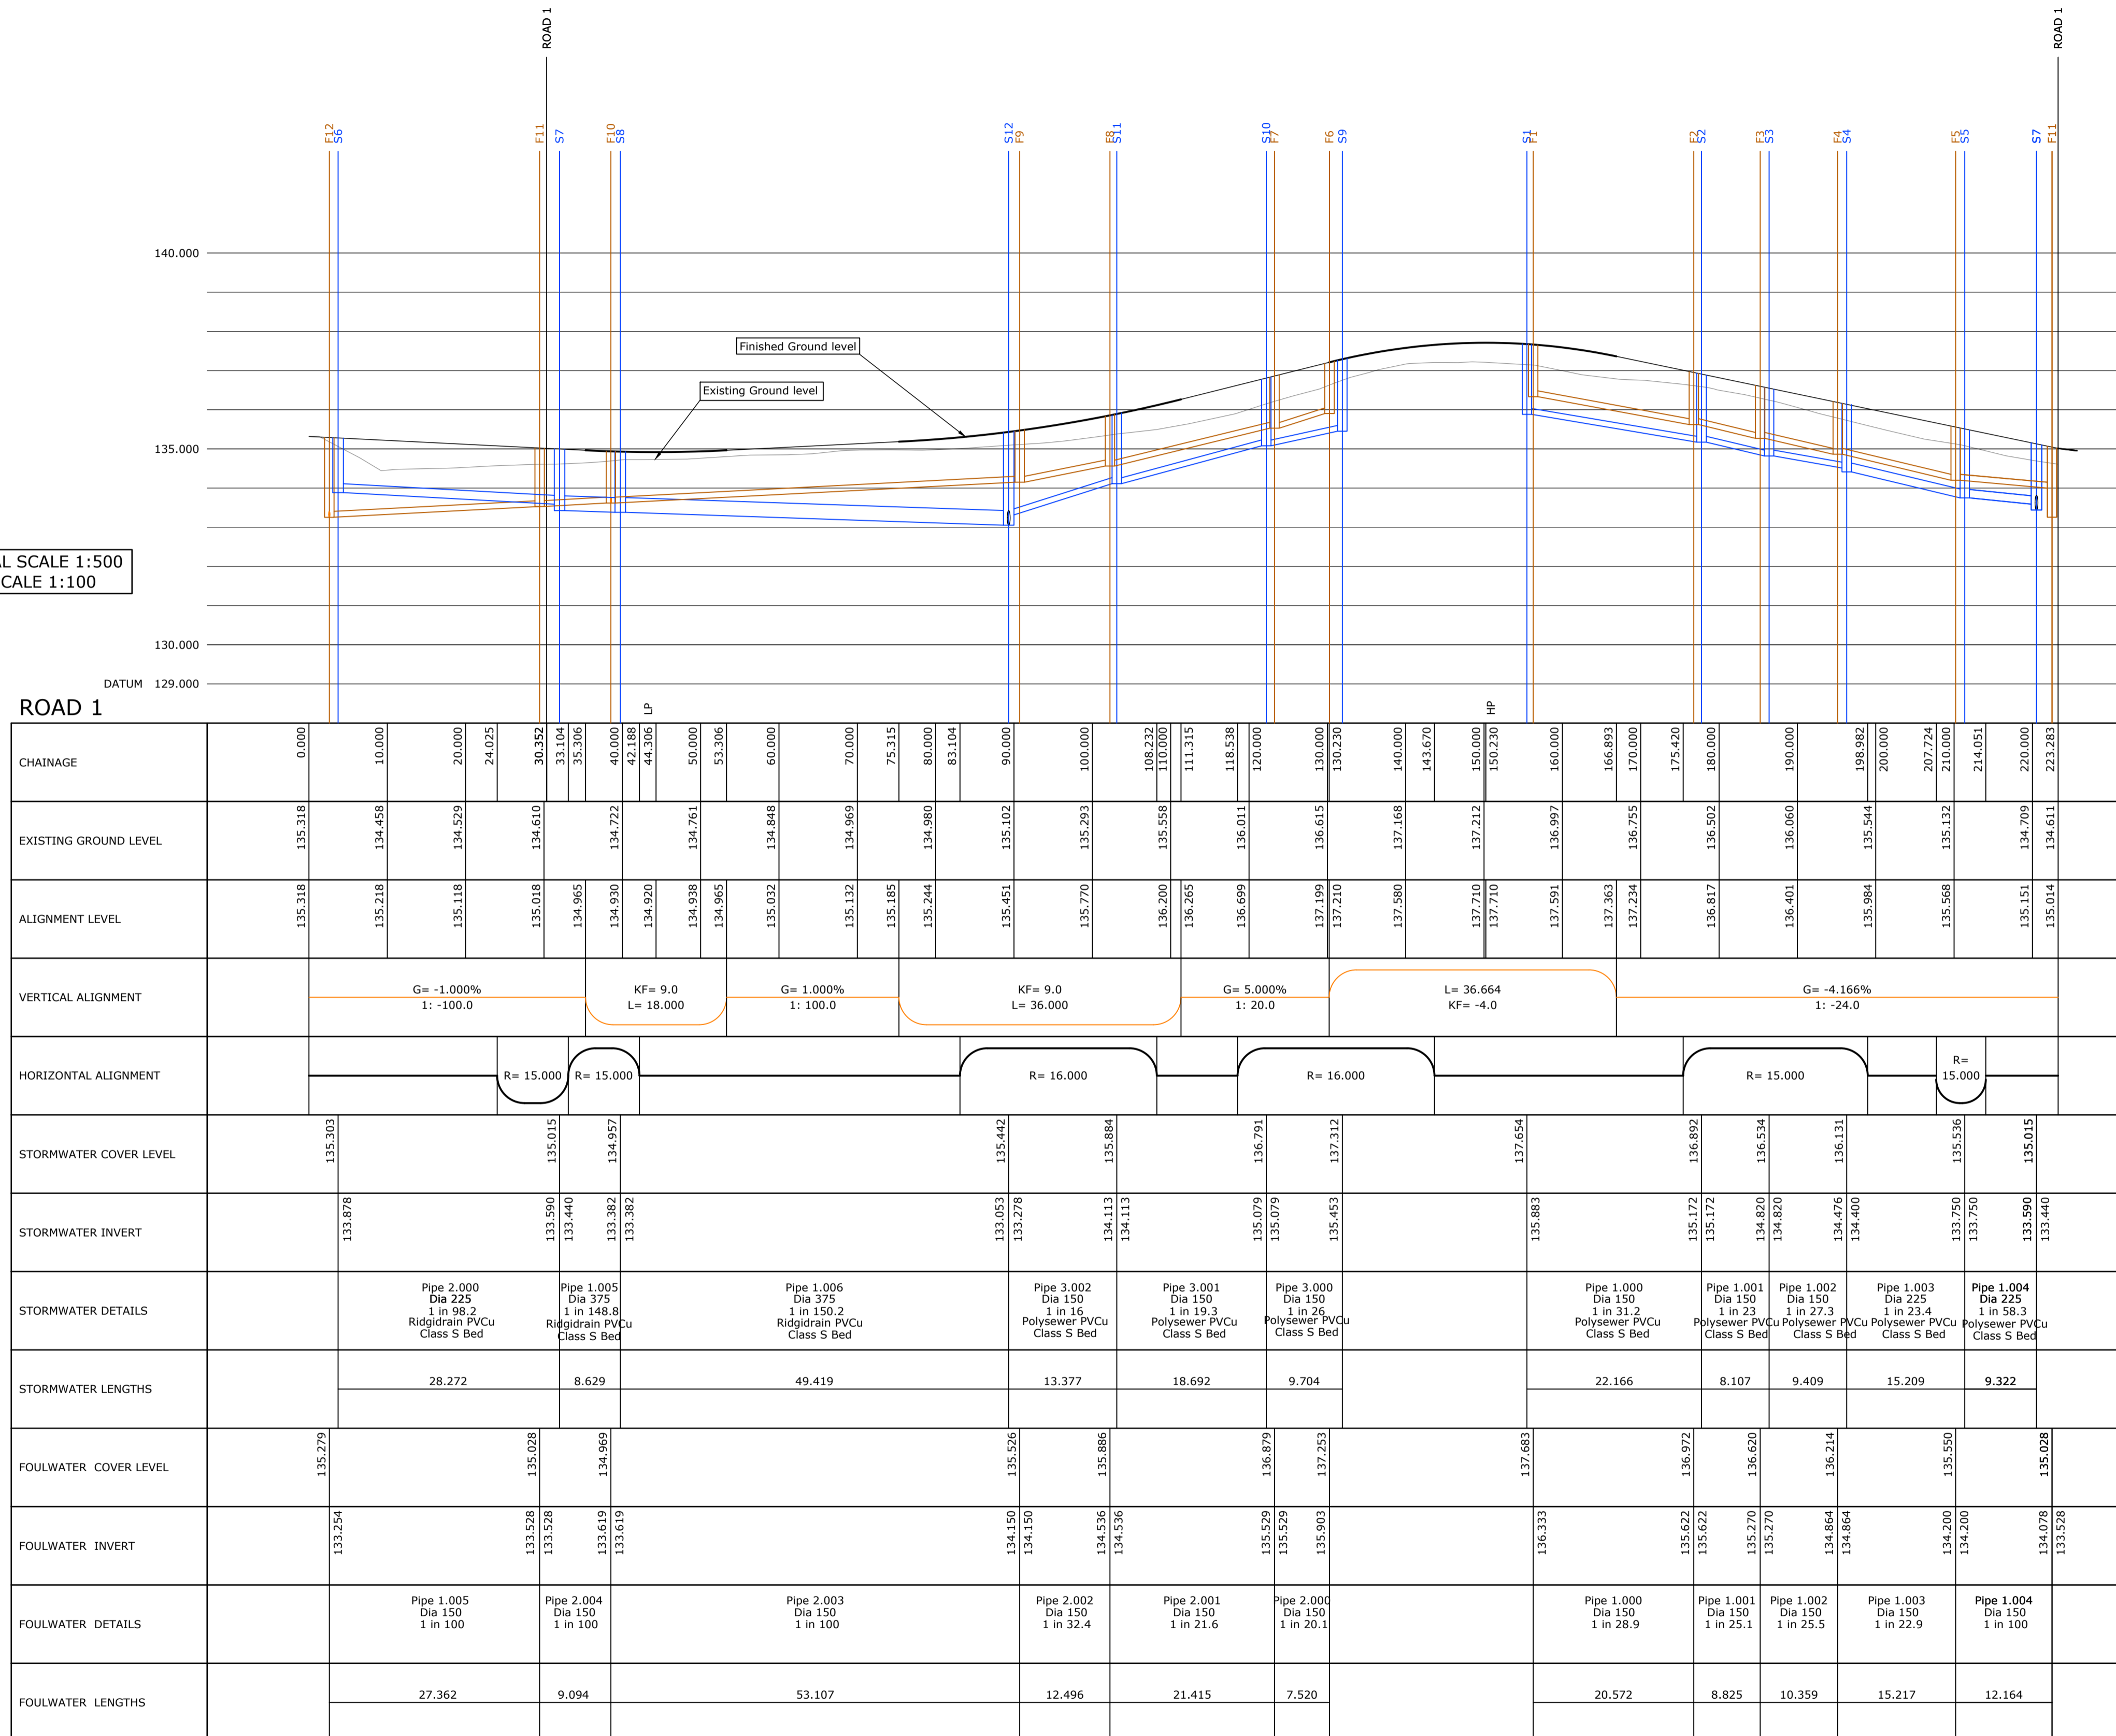 ROAD 1
ROAD 1
F12
S6
F11
S7
F10
S8
S12
F9
F8
S11
S10
F7
F6
S9
S1
F1
F2
S2
F3
S3
F4
S4
F5
S5
S7
F11
140.000
Finished Ground level
Existing Ground level
135.000
AL SCALE 1:500
CALE 1:100
130.000
DATUM 129.000
ROAD 1
LP
HP
CHAINAGE
0.000 10.000 20.000 24.025 30.352 33.104 35.306 40.000 42.188 44.306 50.000 53.306 60.000 70.000 75.315 80.000 83.104 90.000 100.000 108.232 110.000 111.315 118.538 120.000 130.000 130.230 140.000 143.670 150.000 150.230 160.000 166.893 170.000 175.420 180.000 190.000 198.982 200.000 207.724 210.000 214.051 220.000 223.283
EXISTING GROUND LEVEL
135.318 134.458 134.529 134.610 134.722 134.761 134.848 134.969 134.980 135.102 135.293 135.558 136.011 136.615 137.168 137.212 136.997 136.755 136.502 136.060 135.544 135.132 134.709 134.611
ALIGNMENT LEVEL
135.318 135.218 135.118 135.018 134.965 134.930 134.920 134.938 134.965 135.032 135.132 135.185 135.244 135.451 135.770 136.200 136.265 136.699 137.199 137.210 137.580 137.710 137.710 137.591 137.363 137.234 136.817 136.401 135.984 135.568 135.151 135.014
VERTICAL ALIGNMENT
G= -1.000%
1: -100.0
KF= 9.0
L= 18.000
G= 1.000%
1: 100.0
KF= 9.0
L= 36.000
G= 5.000%
1: 20.0
L= 36.664
KF= -4.0
G= -4.166%
1: -24.0
HORIZONTAL ALIGNMENT
R= 15.000
R= 15.000
R= 16.000
R= 16.000
R= 15.000
R=
15.000
STORMWATER COVER LEVEL
135.303 135.015 134.957 135.442 135.884 136.791 137.312 137.654 136.892 136.534 136.131 135.536 135.015
STORMWATER INVERT
133.878 133.590 133.440 133.382 133.382 133.053 133.278 134.113 134.113 135.079 135.079 135.453 135.883 135.172 135.172 134.820 134.820 134.476 134.400 133.750 133.750 133.590 133.440
STORMWATER DETAILS
Pipe 2.000
Dia 225
1 in 98.2
Ridgidrain PVCu
Class S Bed
Pipe 1.005
Dia 375
1 in 148.8
Ridgidrain PVCu
Class S Bed
Pipe 1.006
Dia 375
1 in 150.2
Ridgidrain PVCu
Class S Bed
Pipe 3.002
Dia 150
1 in 16
Polysewer PVCu
Class S Bed
Pipe 3.001
Dia 150
1 in 19.3
Polysewer PVCu
Class S Bed
Pipe 3.000
Dia 150
1 in 26
Polysewer PVCu
Class S Bed
Pipe 1.000
Dia 150
1 in 31.2
Polysewer PVCu
Class S Bed
Pipe 1.001
Dia 150
1 in 23
Polysewer PVCu
Class S Bed
Pipe 1.002
Dia 150
1 in 27.3
Polysewer PVCu
Class S Bed
Pipe 1.003
Dia 225
1 in 23.4
Polysewer PVCu
Class S Bed
Pipe 1.004
Dia 225
1 in 58.3
Polysewer PVCu
Class S Bed
STORMWATER LENGTHS
28.272 8.629 49.419 13.377 18.692 9.704 22.166 8.107 9.409 15.209 9.322
FOULWATER COVER LEVEL
135.279 135.028 134.969 135.526 135.886 136.879 137.253 137.683 136.972 136.620 136.214 135.550 135.028
FOULWATER INVERT
133.254 133.528 133.528 133.619 133.619 134.150 134.150 134.536 134.536 135.529 135.529 135.903 136.333 135.622 135.622 135.270 135.270 134.864 134.864 134.200 134.200 134.078 133.528
FOULWATER DETAILS
Pipe 1.005
Dia 150
1 in 100
Pipe 2.004
Dia 150
1 in 100
Pipe 2.003
Dia 150
1 in 100
Pipe 2.002
Dia 150
1 in 32.4
Pipe 2.001
Dia 150
1 in 21.6
Pipe 2.000
Dia 150
1 in 20.1
Pipe 1.000
Dia 150
1 in 28.9
Pipe 1.001
Dia 150
1 in 25.1
Pipe 1.002
Dia 150
1 in 25.5
Pipe 1.003
Dia 150
1 in 22.9
Pipe 1.004
Dia 150
1 in 100
FOULWATER LENGTHS
27.362 9.094 53.107 12.496 21.415 7.520 20.572 8.825 10.359 15.217 12.164